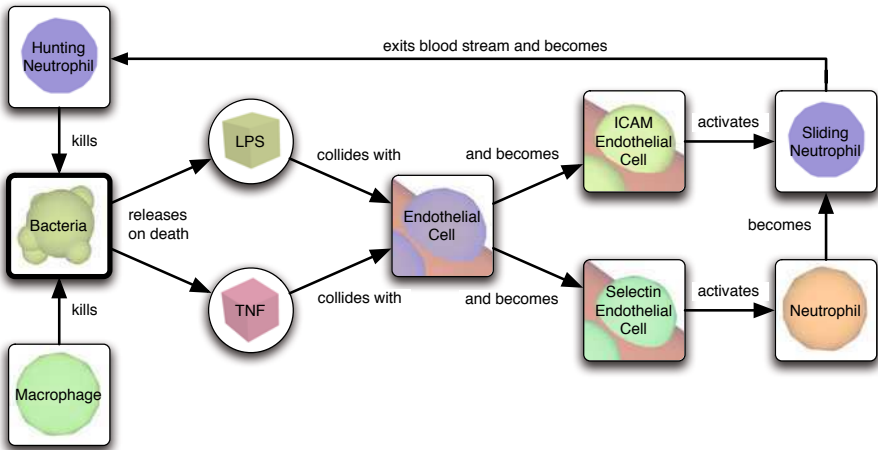 exits blood stream and becomes
Hunting
Neutrophil
kills
LPS
collides with
and becomes
ICAM
Endothelial
Cell
activates
Sliding
Neutrophil
Bacteria
releases
on death
Endothelial
Cell
becomes
kills
TNF
collides with
and becomes
Selectin
Endothelial
Cell
activates
Neutrophil
Macrophage